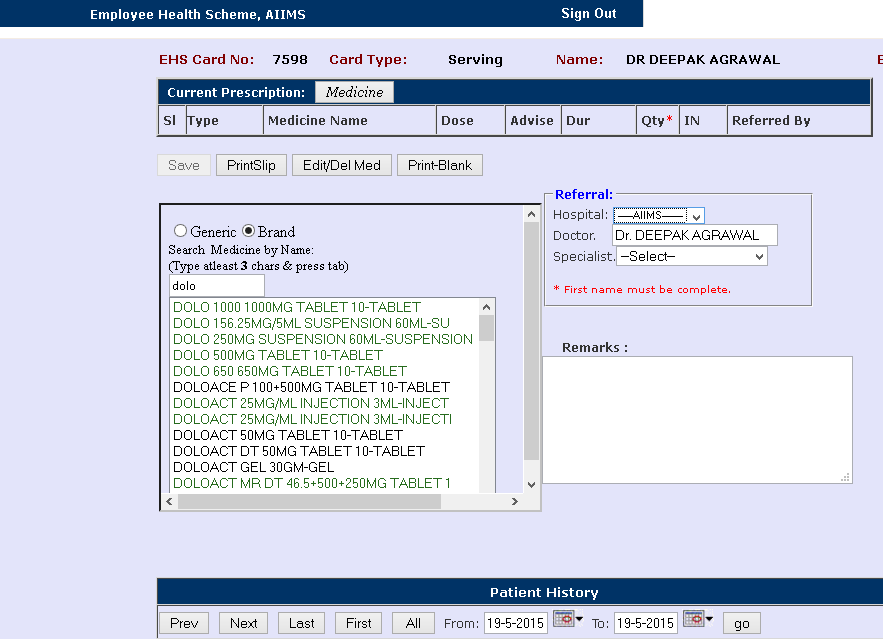 Employee Health Scheme, AIIMS Sign Out
EHS Card No: 7598 Card Type: Serving Name: DR DEEPAK AGRAWAL
Current Prescription: Medicine
Sl Type Medicine Name Dose Advise Dur Qty* IN Referred By
Save PrintSlip Edit/Del Med Print-Blank
Generic Brand
Search Medicine by Name:
(Type atleast 3 chars & press tab)
dolo
DOLO 1000 1000MG TABLET 10-TABLET
DOLO 156.25MG/5ML SUSPENSION 60ML-SU
DOLO 250MG SUSPENSION 60ML-SUSPENSION
DOLO 500MG TABLET 10-TABLET
DOLO 650 650MG TABLET 10-TABLET
DOLOACE P 100+500MG TABLET 10-TABLET
DOLOACT 25MG/ML INJECTION 3ML-INJECT
DOLOACT 25MG/ML INJECTION 3ML-INJECTI
DOLOACT 50MG TABLET 10-TABLET
DOLOACT DT 50MG TABLET 10-TABLET
DOLOACT GEL 30GM-GEL
DOLOACT MR DT 46.5+500+250MG TABLET 1
Referral:
Hospital: ----AIIMS------
Doctor. Dr. DEEPAK AGRAWAL
Specialist. --Select--
* First name must be complete.
Remarks :
Patient History
Prev Next Last First All From: 19-5-2015 To: 19-5-2015 go